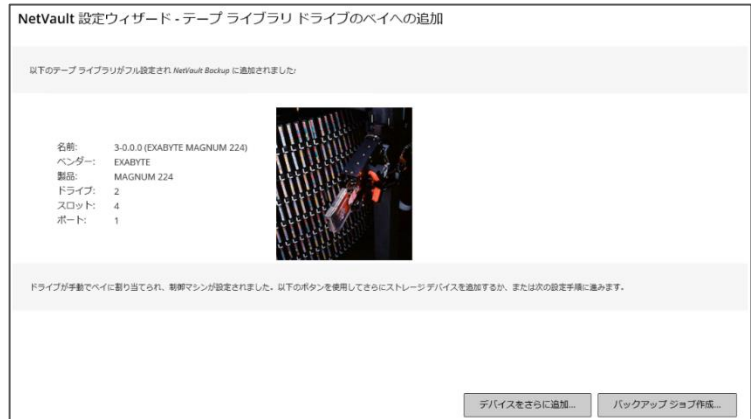 NetVault 設定ウィザード - テープ ライブラリ ドライブのベイへの追加
以下のテープ ライブラリがフル設定され NetVault Backup に追加されました:
名前: 3-0.0.0 (EXABYTE MAGNUM 224)
ベンダー: EXABYTE
製品: MAGNUM 224
ドライブ: 2
スロット: 4
ポート: 1
ドライブが手動でベイに割り当てられ、制御マシンが設定されました。以下のボタンを使用してさらにストレージ デバイスを追加するか、または次の設定手順に進みます。
デバイスをさらに追加... バックアップ ジョブ作成...